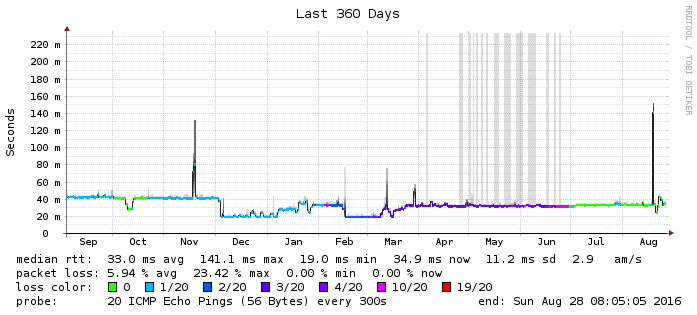 Last 360 Days
RRDTOOL / TOBI OETIKER
Seconds
220 m
200 m
180 m
160 m
140 m
120 m
100 m
80 m
60 m
40 m
20 m
0
Sep Oct Nov Dec Jan Feb Mar Apr May Jun Jul Aug
median rtt: 33.0 ms avg 141.1 ms max 19.0 ms min 34.9 ms now 11.2 ms sd 2.9 am/s
packet loss: 5.94 % avg 23.42 % max 0.00 % min 0.00 % now
loss color: 0 1/20 2/20 3/20 4/20 10/20 19/20
probe: 20 ICMP Echo Pings (56 Bytes) every 300s end: Sun Aug 28 08:05:05 2016